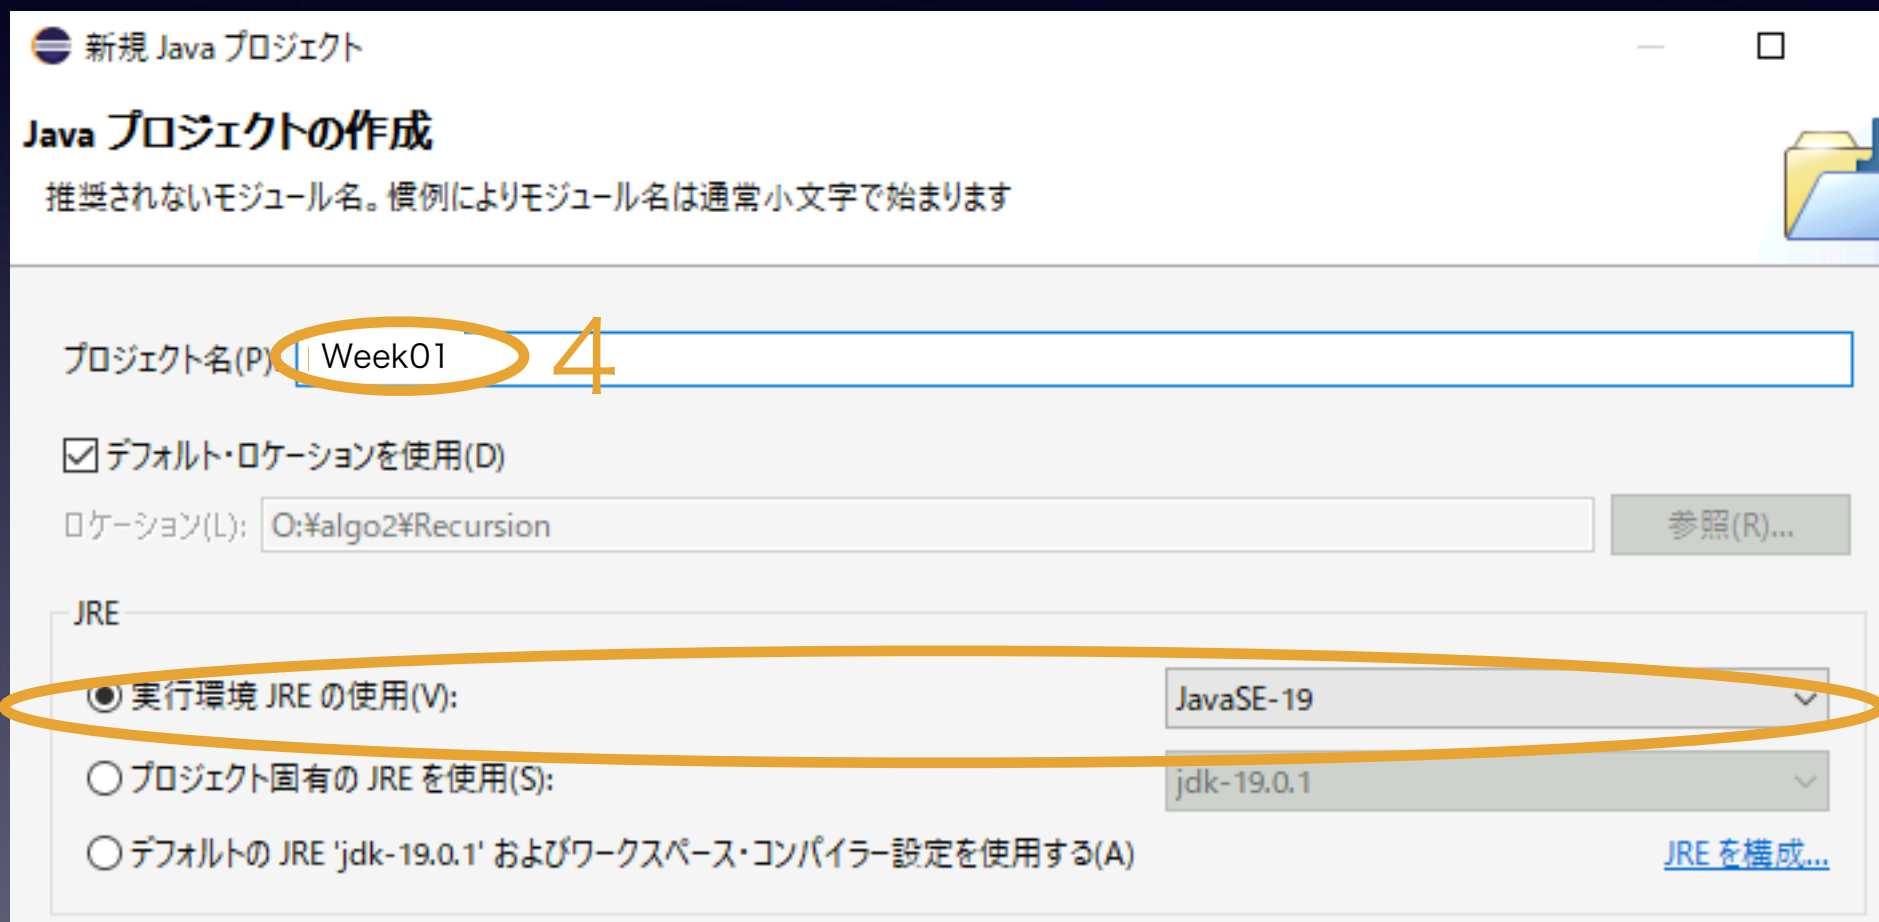 新規 Java プロジェクト
Java プロジェクトの作成
推奨されないモジュール名。慣例によりモジュール名は通常小文字で始まります
プロジェクト名(P): Week01 4
デフォルト・ロケーションを使用(D)
ロケーション(L): O:¥algo2¥Recursion 参照(R)...
JRE
実行環境 JRE の使用(V): JavaSE-19
プロジェクト固有の JRE を使用(S): jdk-19.0.1
デフォルトの JRE 'jdk-19.0.1' およびワークスペース・コンパイラー設定を使用する(A) JRE を構成...